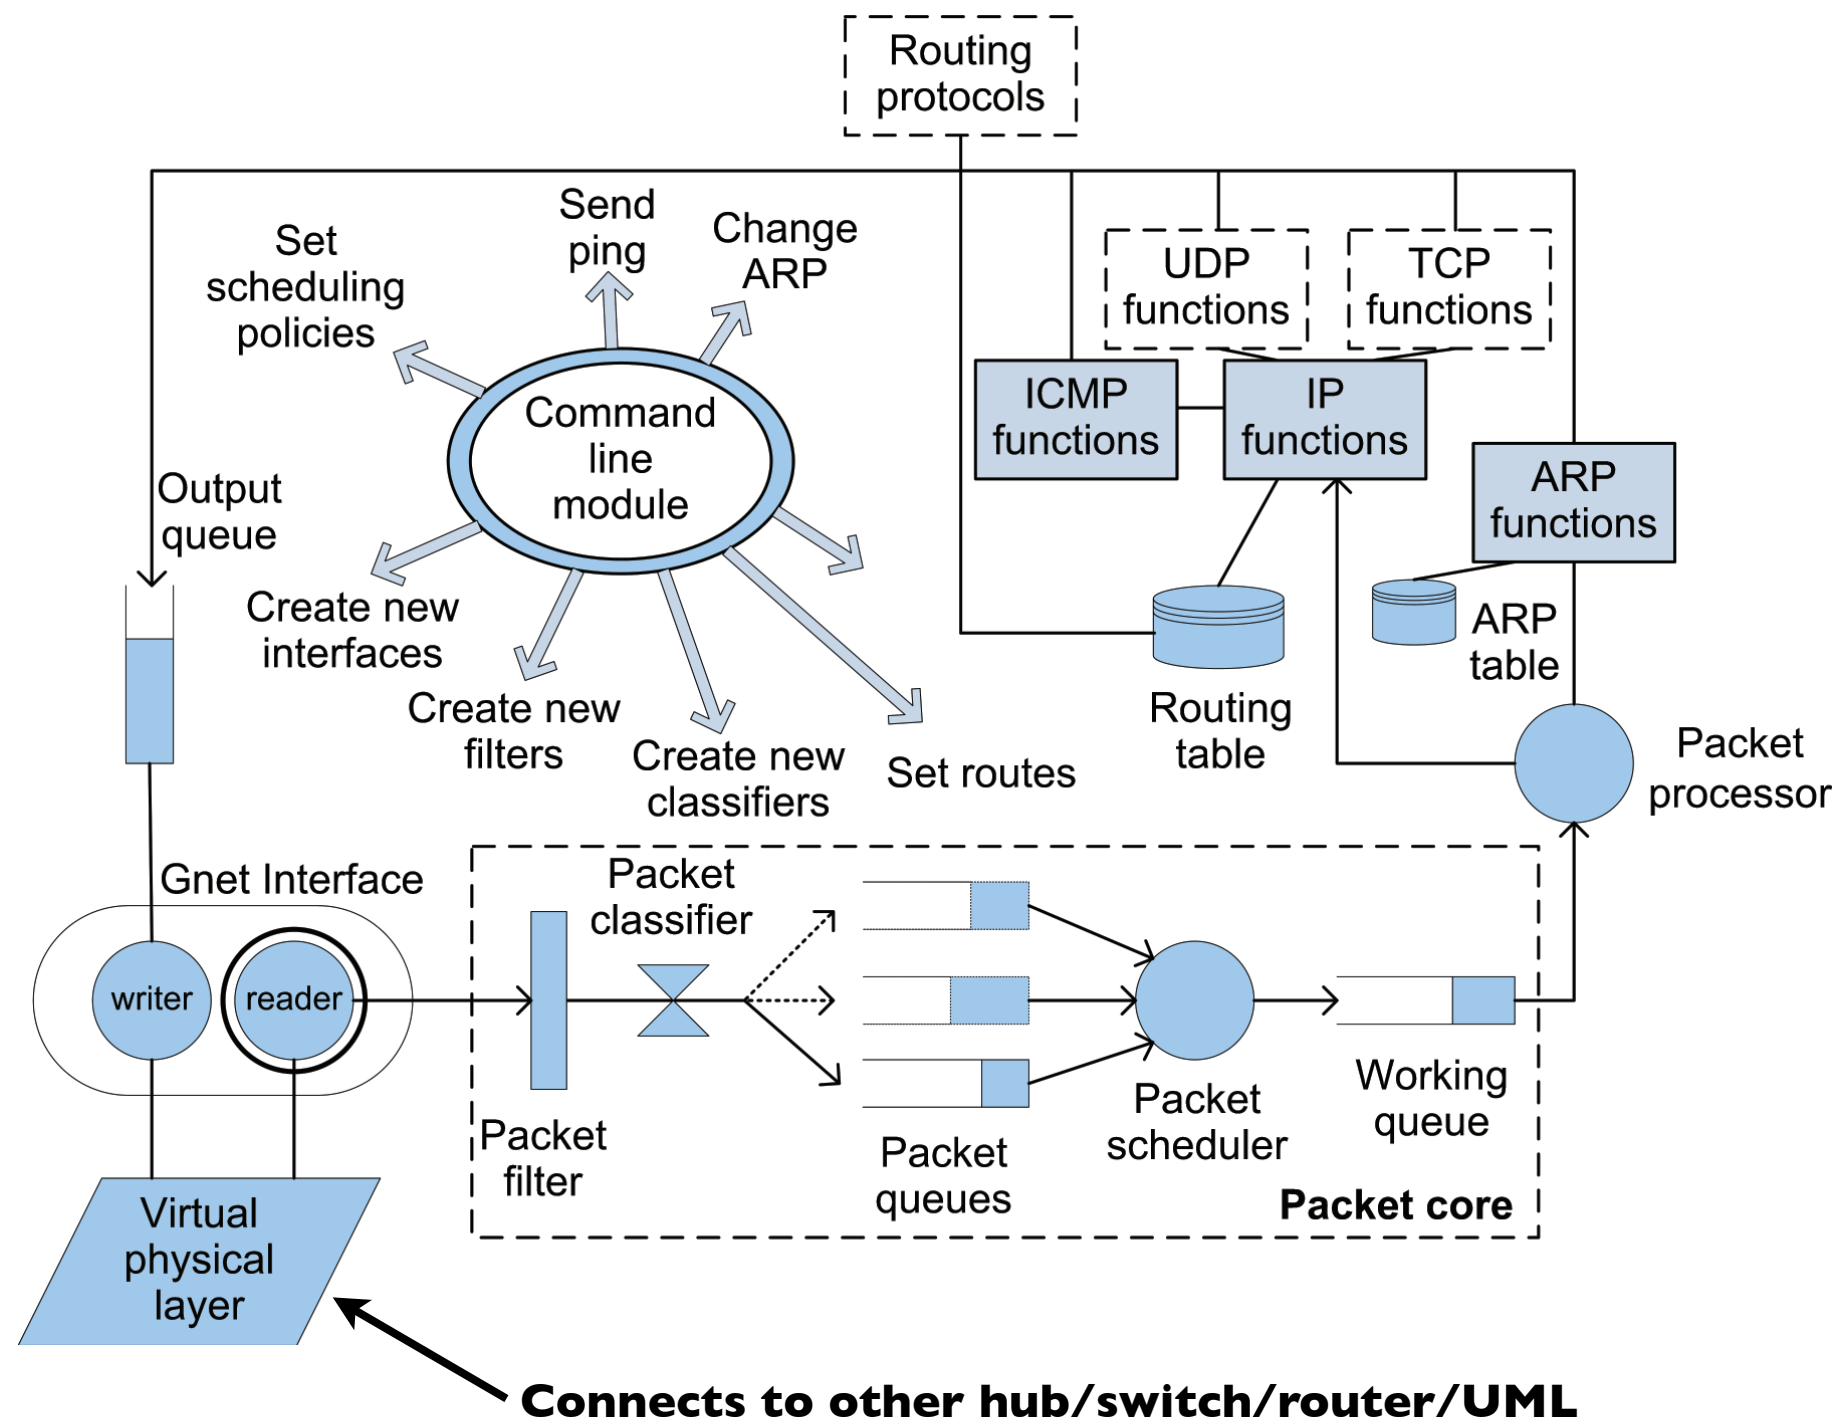 Routing
protocols
Send
ping
Change
ARP
Set
scheduling
policies
UDP
functions
TCP
functions
Command
line
module
ICMP
functions
IP
functions
ARP
functions
Output
queue
Create new
interfaces
ARP
table
Create new
filters
Create new
classifiers
Set routes
Routing
table
Packet
processor
Gnet Interface
Packet
classifier
writer
reader
Packet
filter
Packet
queues
Packet
scheduler
Working
queue
Packet core
Virtual
physical
layer
Connects to other hub/switch/router/UML